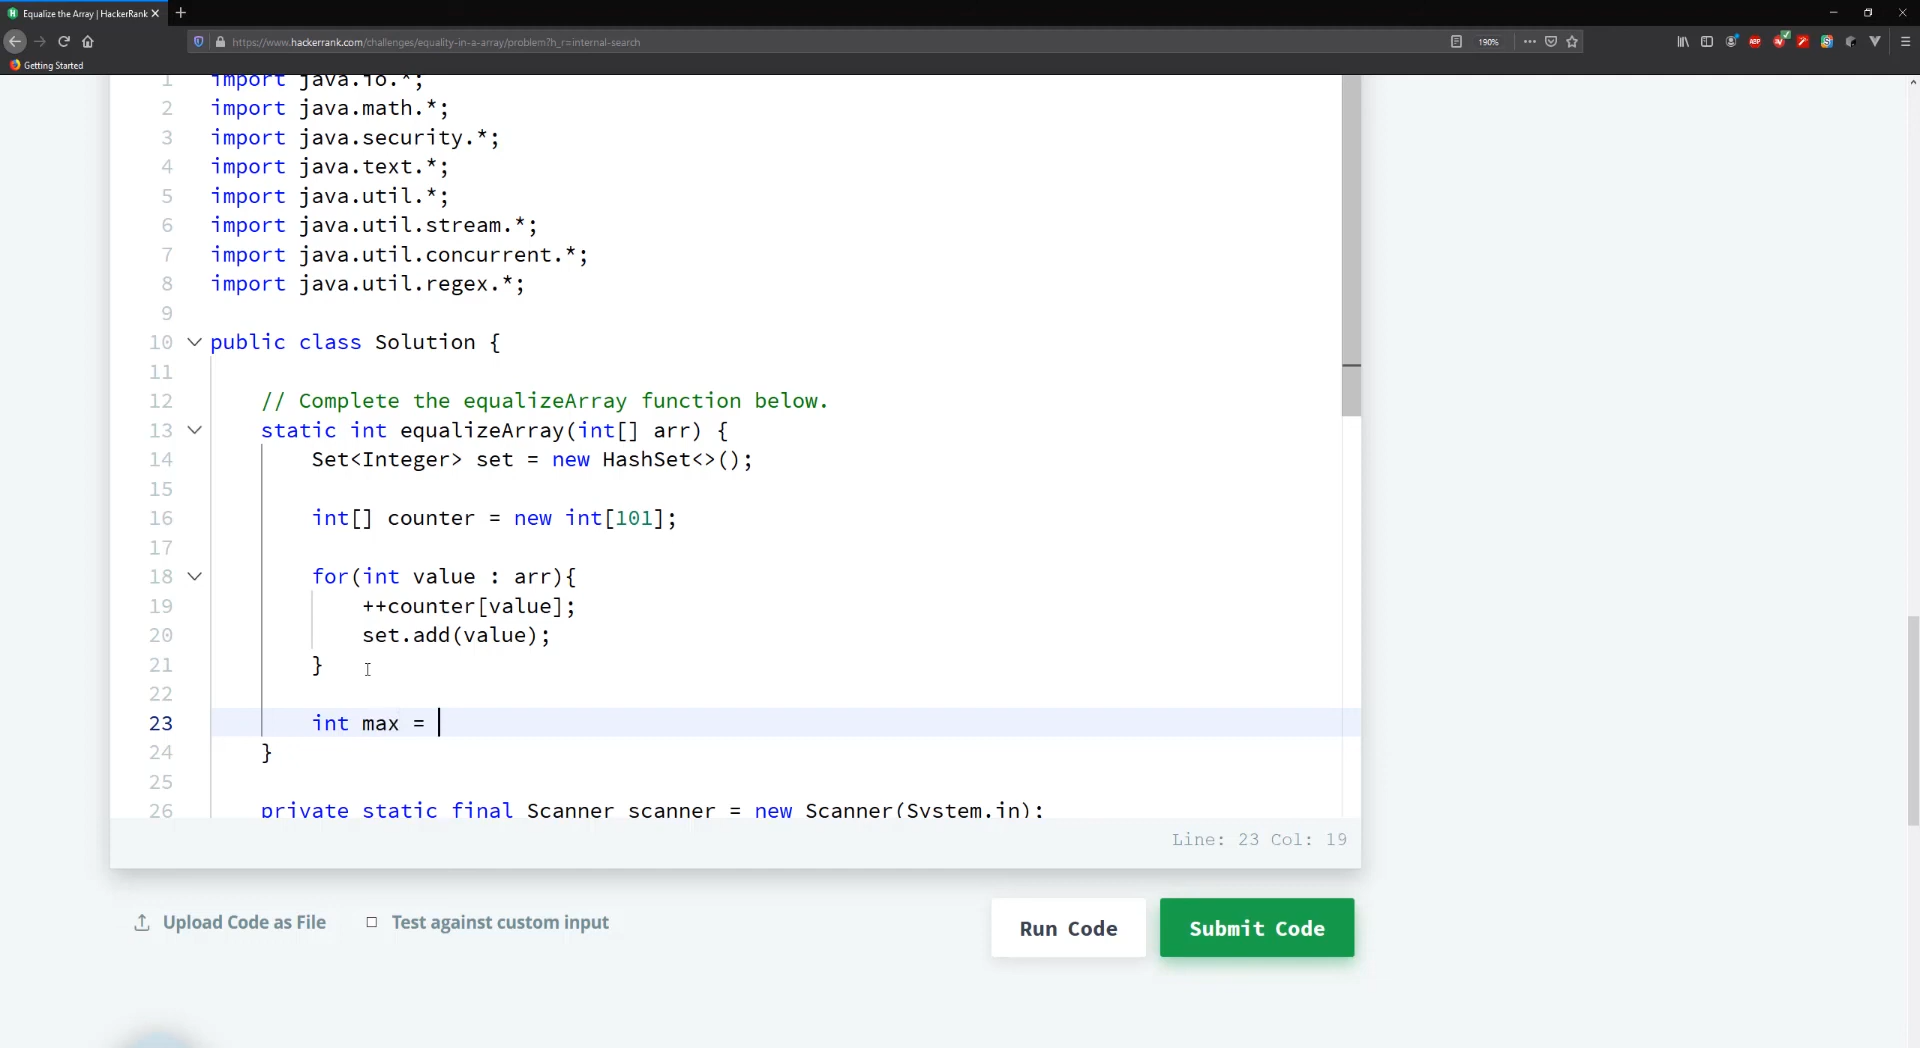 Equalize the Array | HackerRank
https://www.hackerrank.com/challenges/equality-in-a-array/problem?h_r=internal-search
190%
ABP
Getting Started
1 import java.io.*;
2 import java.math.*;
3 import java.security.*;
4 import java.text.*;
5 import java.util.*;
6 import java.util.stream.*;
7 import java.util.concurrent.*;
8 import java.util.regex.*;
9
10 public class Solution {
11
12 // Complete the equalizeArray function below.
13 static int equalizeArray(int[] arr) {
14 Set<Integer> set = new HashSet<>();
15
16 int[] counter = new int[101];
17
18 for(int value : arr){
19 ++counter[value];
20 set.add(value);
21 }
22
23 int max =
24 }
25
26 private static final Scanner scanner = new Scanner(System.in);
Line: 23 Col: 19
Upload Code as File
Test against custom input
Run Code
Submit Code